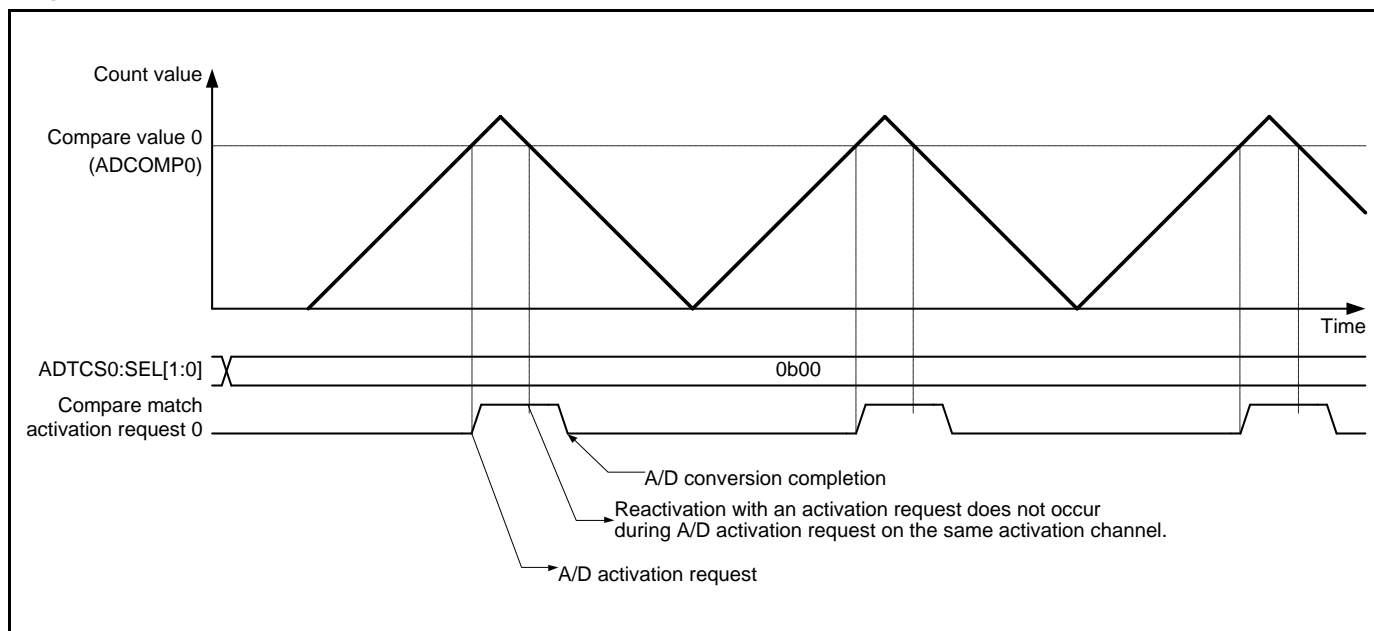 Count value
Compare value 0
(ADCOMP0)
Time
ADTCS0:SEL[1:0]
0b00
Compare match
activation request 0
A/D conversion completion
Reactivation with an activation request does not occur
during A/D activation request on the same activation channel.
A/D activation request